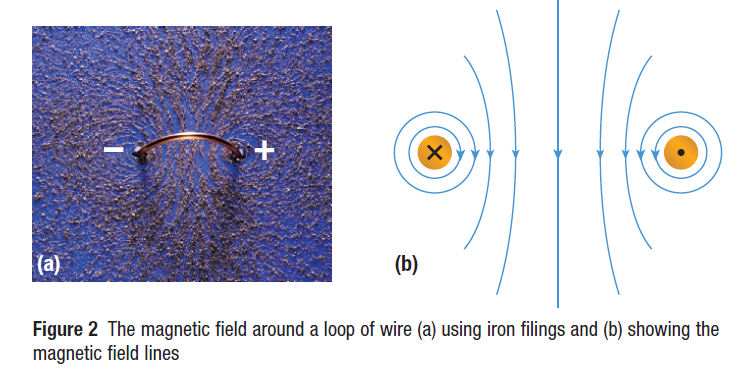 − +
(a)
× •
(b)
Figure 2 The magnetic field around a loop of wire (a) using iron filings and (b) showing the
magnetic field lines